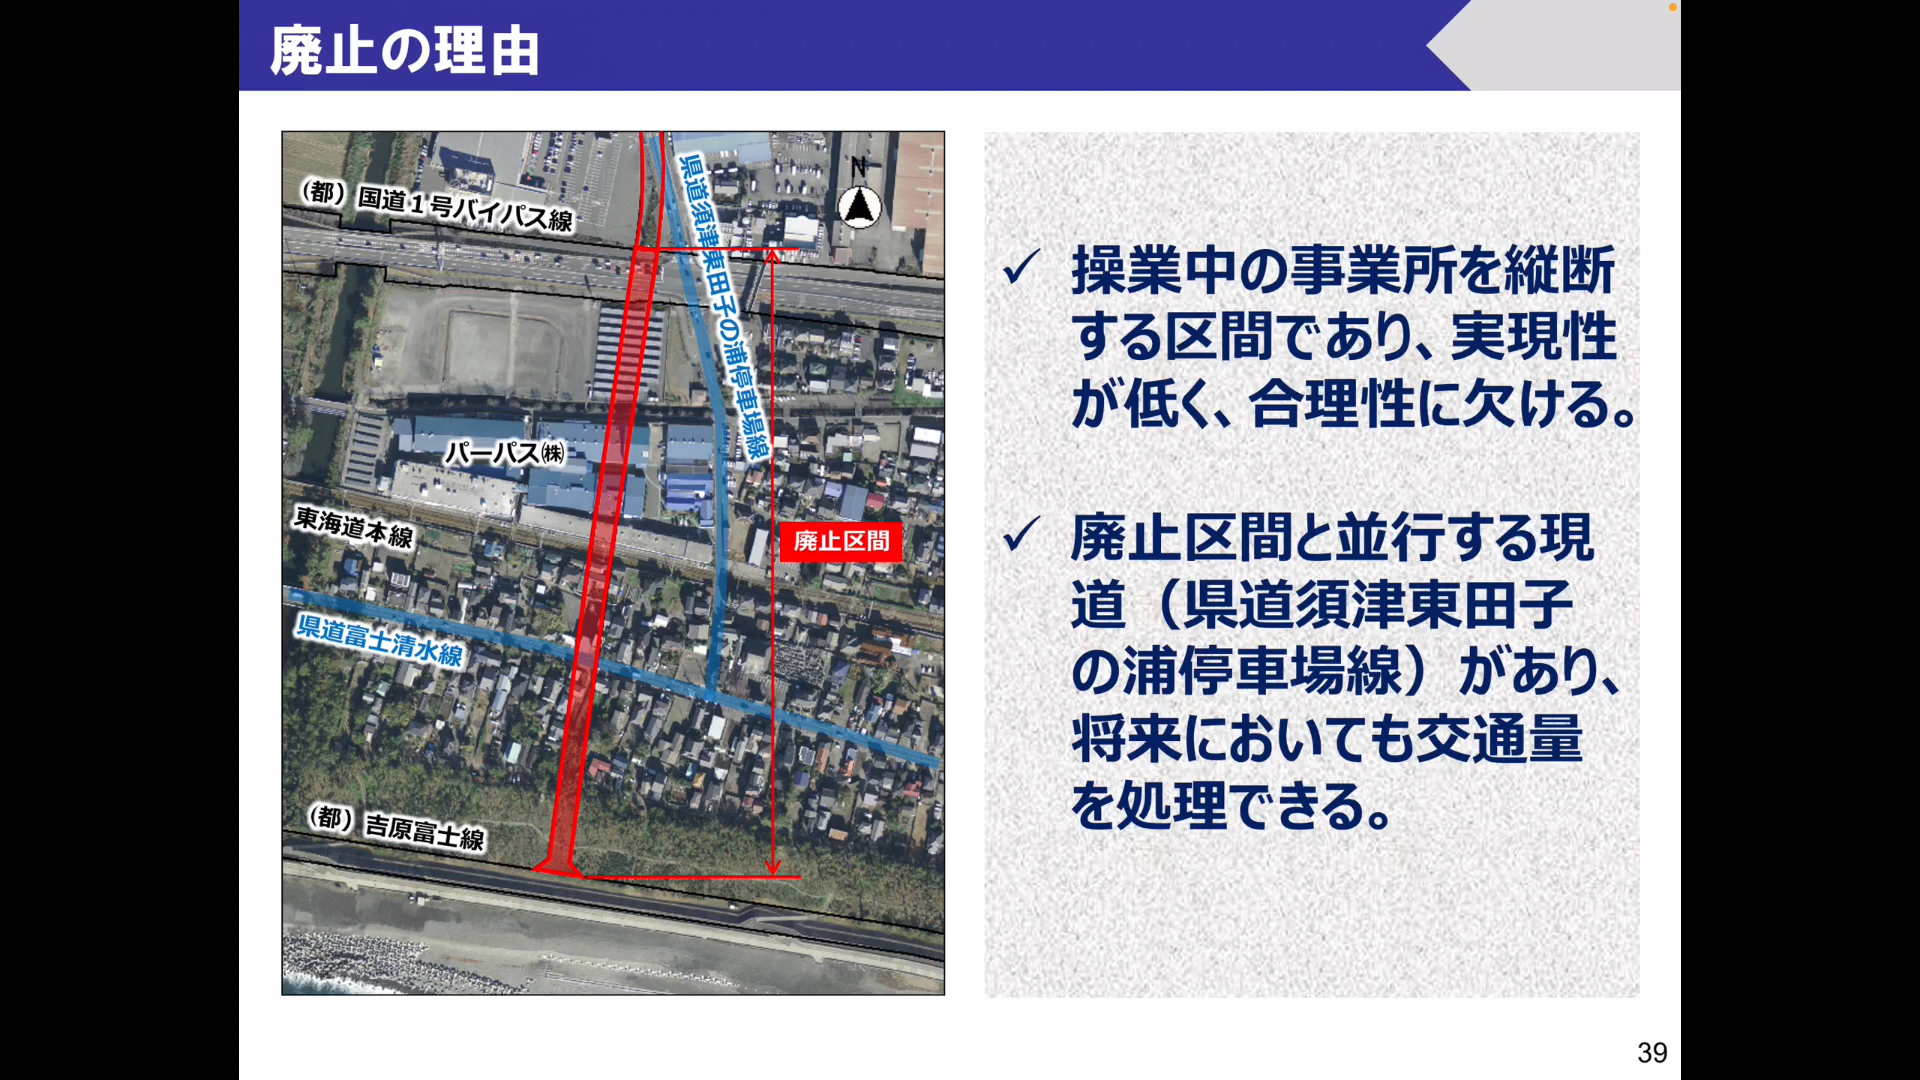 廃止の理由
（都）国道１号バイパス線
県道須津東田子の浦停車場線
N
パーパス㈱
東海道本線
廃止区間
県道富士清水線
（都）吉原富士線
✓ 操業中の事業所を縦断
する区間であり、実現性
が低く、合理性に欠ける。
✓ 廃止区間と並行する現
道（県道須津東田子
の浦停車場線）があり、
将来においても交通量
を処理できる。
39